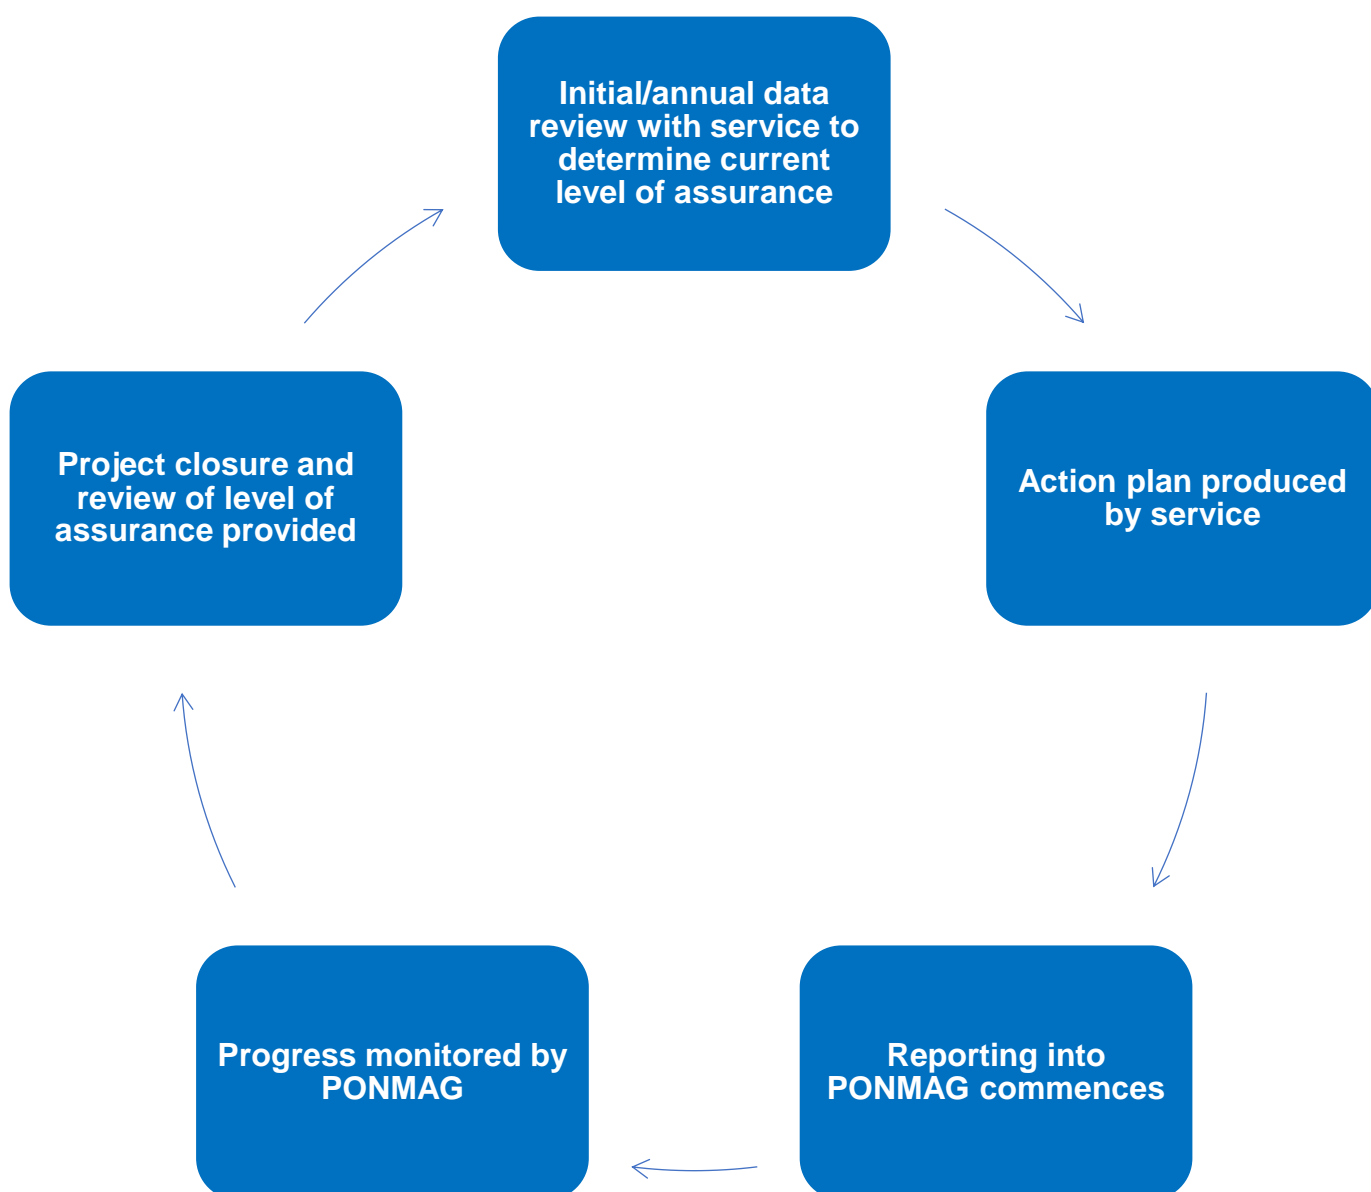 Initial/annual data
review with service to
determine current
level of assurance
Action plan produced
by service
Reporting into
PONMAG commences
Progress monitored by
PONMAG
Project closure and
review of level of
assurance provided